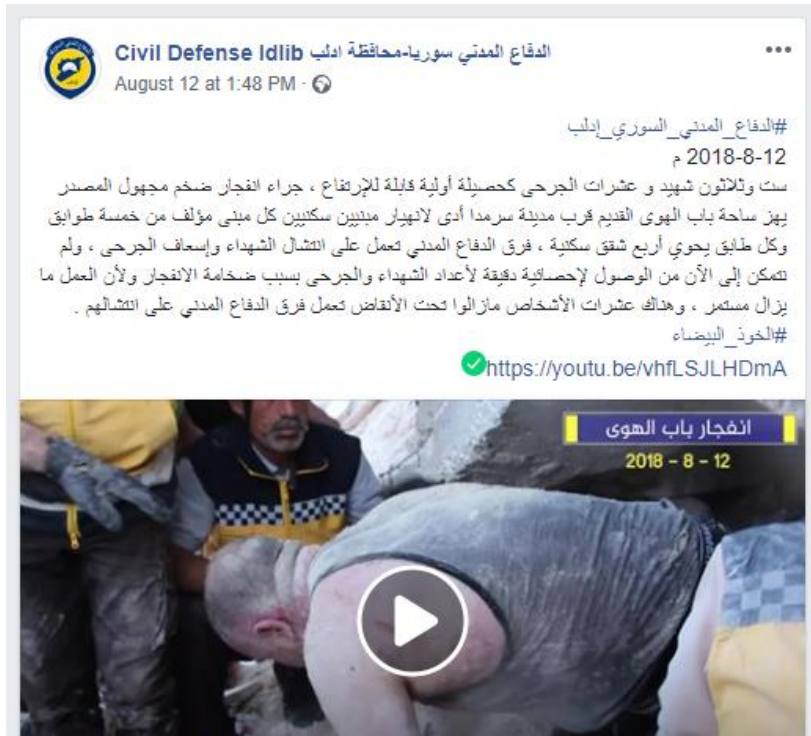 الدفاع المدني سوريا-محافظة ادلب Civil Defense Idlib
August 12 at 1:48 PM ·
#الدفاع_المدني_السوري_إدلب
12-8-2018 م
ست وثلاثون شهيد و عشرات الجرحى كحصيلة أولية قابلة للإرتفاع ، جراء انفجار ضخم مجهول المصدر
يهز ساحة باب الهوى القديم قرب مدينة سرمدا أدى لانهيار مبنيين سكنيين كل مبنى مؤلف من خمسة طوابق
وكل طابق يحوي أربع شقق سكنية ، فرق الدفاع المدني تعمل على انتشال الشهداء وإسعاف الجرحى ، ولم
نتمكن إلى الآن من الوصول لإحصائية دقيقة لأعداد الشهداء والجرحى بسبب ضخامة الانفجار ولأن العمل ما
يزال مستمر ، وهناك عشرات الأشخاص مازالوا تحت الأنقاض تعمل فرق الدفاع المدني على انتشالهم .
#الخوذ_البيضاء
https://youtu.be/vhfLSJLHDmA
انفجار باب الهوى
12 - 8 - 2018